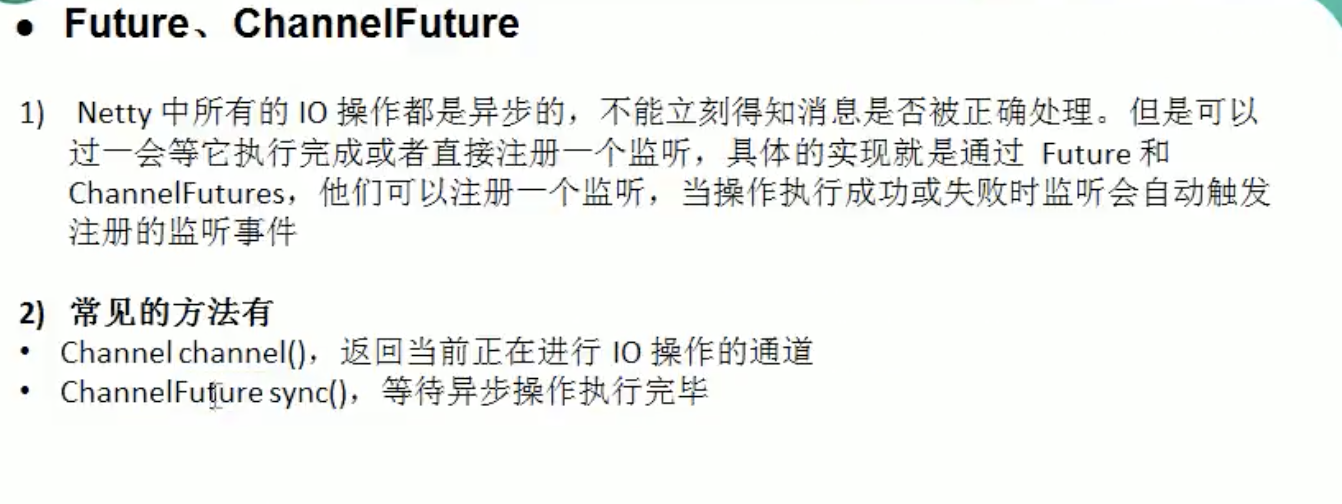 • Future、ChannelFuture
1) Netty 中所有的 IO 操作都是异步的，不能立刻得知消息是否被正确处理。但是可以
过一会等它执行完成或者直接注册一个监听，具体的实现就是通过 Future 和
ChannelFutures，他们可以注册一个监听，当操作执行成功或失败时监听会自动触发
注册的监听事件
2) 常见的方法有
• Channel channel()，返回当前正在进行 IO 操作的通道
• ChannelFuture sync()，等待异步操作执行完毕